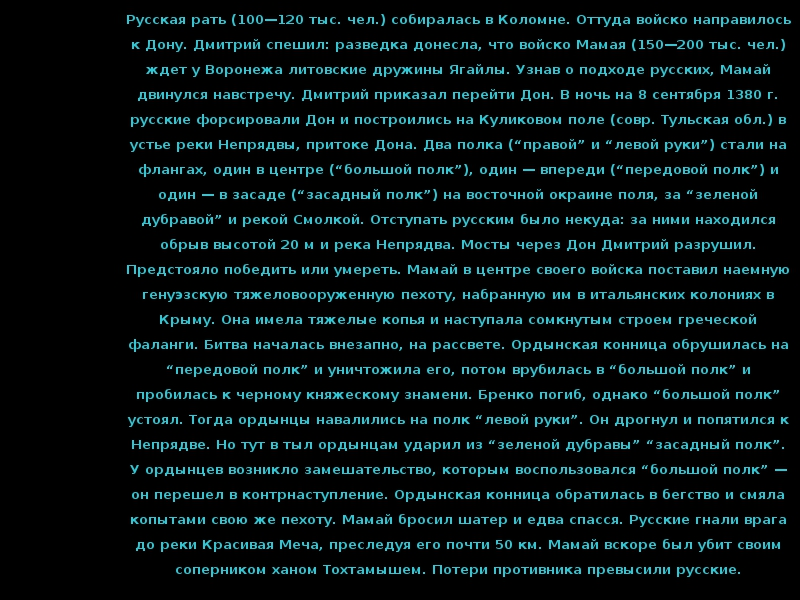 Русская рать (100—120 тыс. чел.) собиралась в Коломне. Оттуда войско направилось
к Дону. Дмитрий спешил: разведка донесла, что войско Мамая (150—200 тыс. чел.)
ждет у Воронежа литовские дружины Ягайлы. Узнав о подходе русских, Мамай
двинулся навстречу. Дмитрий приказал перейти Дон. В ночь на 8 сентября 1380 г.
русские форсировали Дон и построились на Куликовом поле (совр. Тульская обл.) в
устье реки Непрядвы, притоке Дона. Два полка (“правой” и “левой руки”) стали на
флангах, один в центре (“большой полк”), один — впереди (“передовой полк”) и
один — в засаде (“засадный полк”) на восточной окраине поля, за “зеленой
дубравой” и рекой Смолкой. Отступать русским было некуда: за ними находился
обрыв высотой 20 м и река Непрядва. Мосты через Дон Дмитрий разрушил.
Предстояло победить или умереть. Мамай в центре своего войска поставил наемную
генуэзскую тяжеловооруженную пехоту, набранную им в итальянских колониях в
Крыму. Она имела тяжелые копья и наступала сомкнутым строем греческой
фаланги. Битва началась внезапно, на рассвете. Ордынская конница обрушилась на
“передовой полк” и уничтожила его, потом врубилась в “большой полк” и
пробилась к черному княжескому знамени. Бренко погиб, однако “большой полк”
устоял. Тогда ордынцы навалились на полк “левой руки”. Он дрогнул и попятился к
Непрядве. Но тут в тыл ордынцам ударил из “зеленой дубравы” “засадный полк”.
У ордынцев возникло замешательство, которым воспользовался “большой полк” —
он перешел в контрнаступление. Ордынская конница обратилась в бегство и смяла
копытами свою же пехоту. Мамай бросил шатер и едва спасся. Русские гнали врага
до реки Красивая Меча, преследуя его почти 50 км. Мамай вскоре был убит своим
соперником ханом Тохтамышем. Потери противника превысили русские.